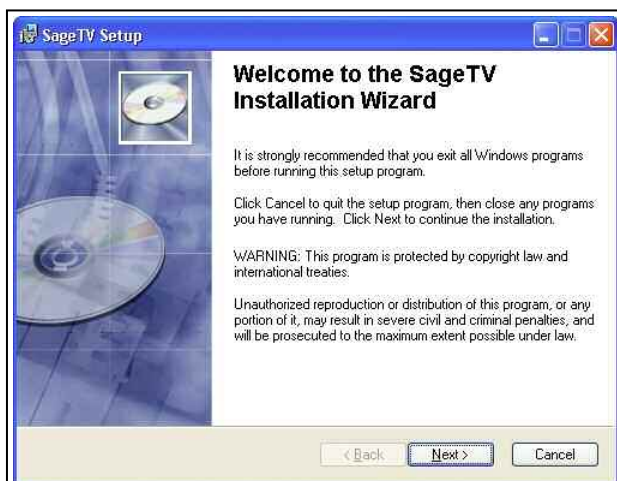 SageTV Setup
Welcome to the SageTV
Installation Wizard
It is strongly recommended that you exit all Windows programs
before running this setup program.
Click Cancel to quit the setup program, then close any programs
you have running. Click Next to continue the installation.
WARNING: This program is protected by copyright law and
international treaties.
Unauthorized reproduction or distribution of this program, or any
portion of it, may result in severe civil and criminal penalties, and
will be prosecuted to the maximum extent possible under law.
< Back Next > Cancel